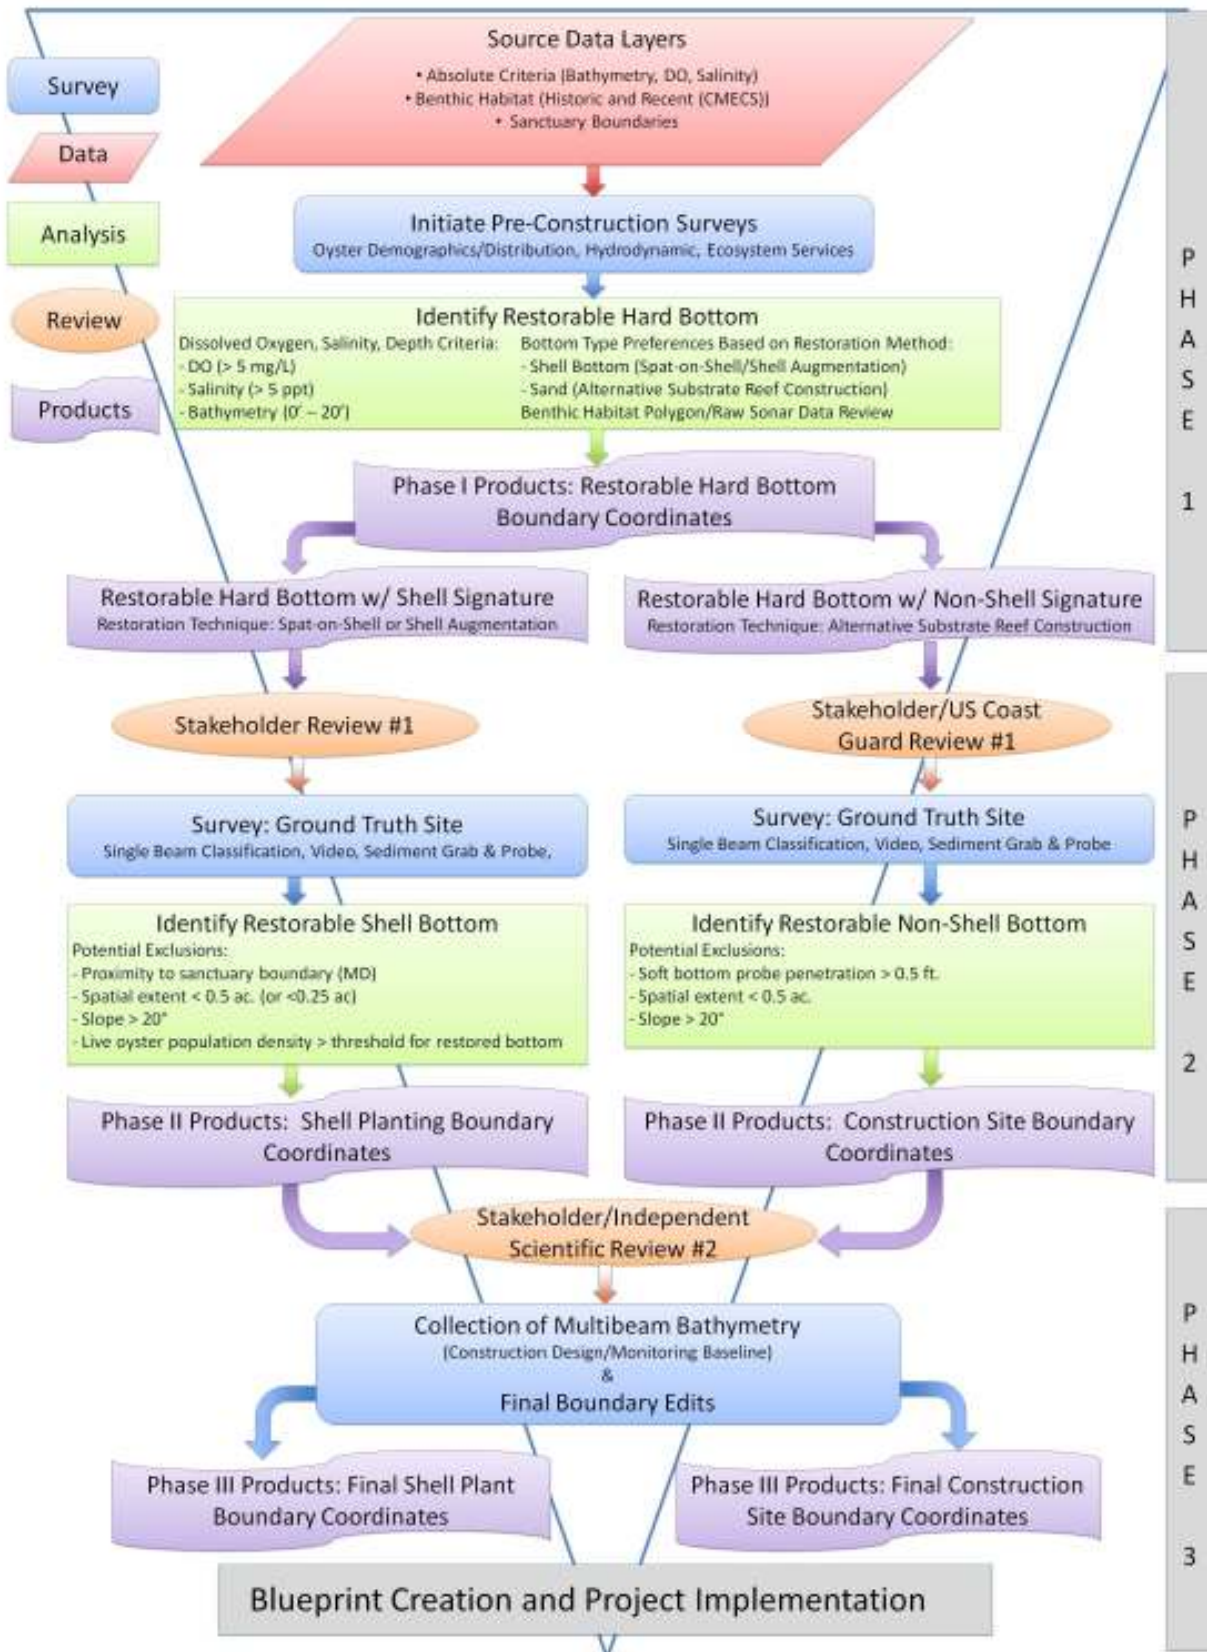 Survey
Data
Analysis
Review
Products
Source Data Layers
• Absolute Criteria (Bathymetry, DO, Salinity)
• Benthic Habitat (Historic and Recent (CMECS))
• Sanctuary Boundaries
Initiate Pre-Construction Surveys
Oyster Demographics/Distribution, Hydrodynamic, Ecosystem Services
Identify Restorable Hard Bottom
Dissolved Oxygen, Salinity, Depth Criteria:
- DO (> 5 mg/L)
- Salinity (> 5 ppt)
- Bathymetry (0' – 20')
Bottom Type Preferences Based on Restoration Method:
- Shell Bottom (Spat-on-Shell/Shell Augmentation)
- Sand (Alternative Substrate Reef Construction)
Benthic Habitat Polygon/Raw Sonar Data Review
Phase I Products: Restorable Hard Bottom
Boundary Coordinates
Restorable Hard Bottom w/ Shell Signature
Restoration Technique: Spat-on-Shell or Shell Augmentation
Restorable Hard Bottom w/ Non-Shell Signature
Restoration Technique: Alternative Substrate Reef Construction
PHASE 1
Stakeholder Review #1
Stakeholder/US Coast
Guard Review #1
Survey: Ground Truth Site
Single Beam Classification, Video, Sediment Grab & Probe,
Survey: Ground Truth Site
Single Beam Classification, Video, Sediment Grab & Probe
Identify Restorable Shell Bottom
Potential Exclusions:
- Proximity to sanctuary boundary (MD)
- Spatial extent < 0.5 ac. (or <0.25 ac)
- Slope > 20°
- Live oyster population density > threshold for restored bottom
Identify Restorable Non-Shell Bottom
Potential Exclusions:
- Soft bottom probe penetration > 0.5 ft.
- Spatial extent < 0.5 ac.
- Slope > 20°
Phase II Products: Shell Planting Boundary
Coordinates
Phase II Products: Construction Site Boundary
Coordinates
PHASE 2
Stakeholder/Independent
Scientific Review #2
Collection of Multibeam Bathymetry
(Construction Design/Monitoring Baseline)
&
Final Boundary Edits
Phase III Products: Final Shell Plant
Boundary Coordinates
Phase III Products: Final Construction
Site Boundary Coordinates
PHASE 3
Blueprint Creation and Project Implementation